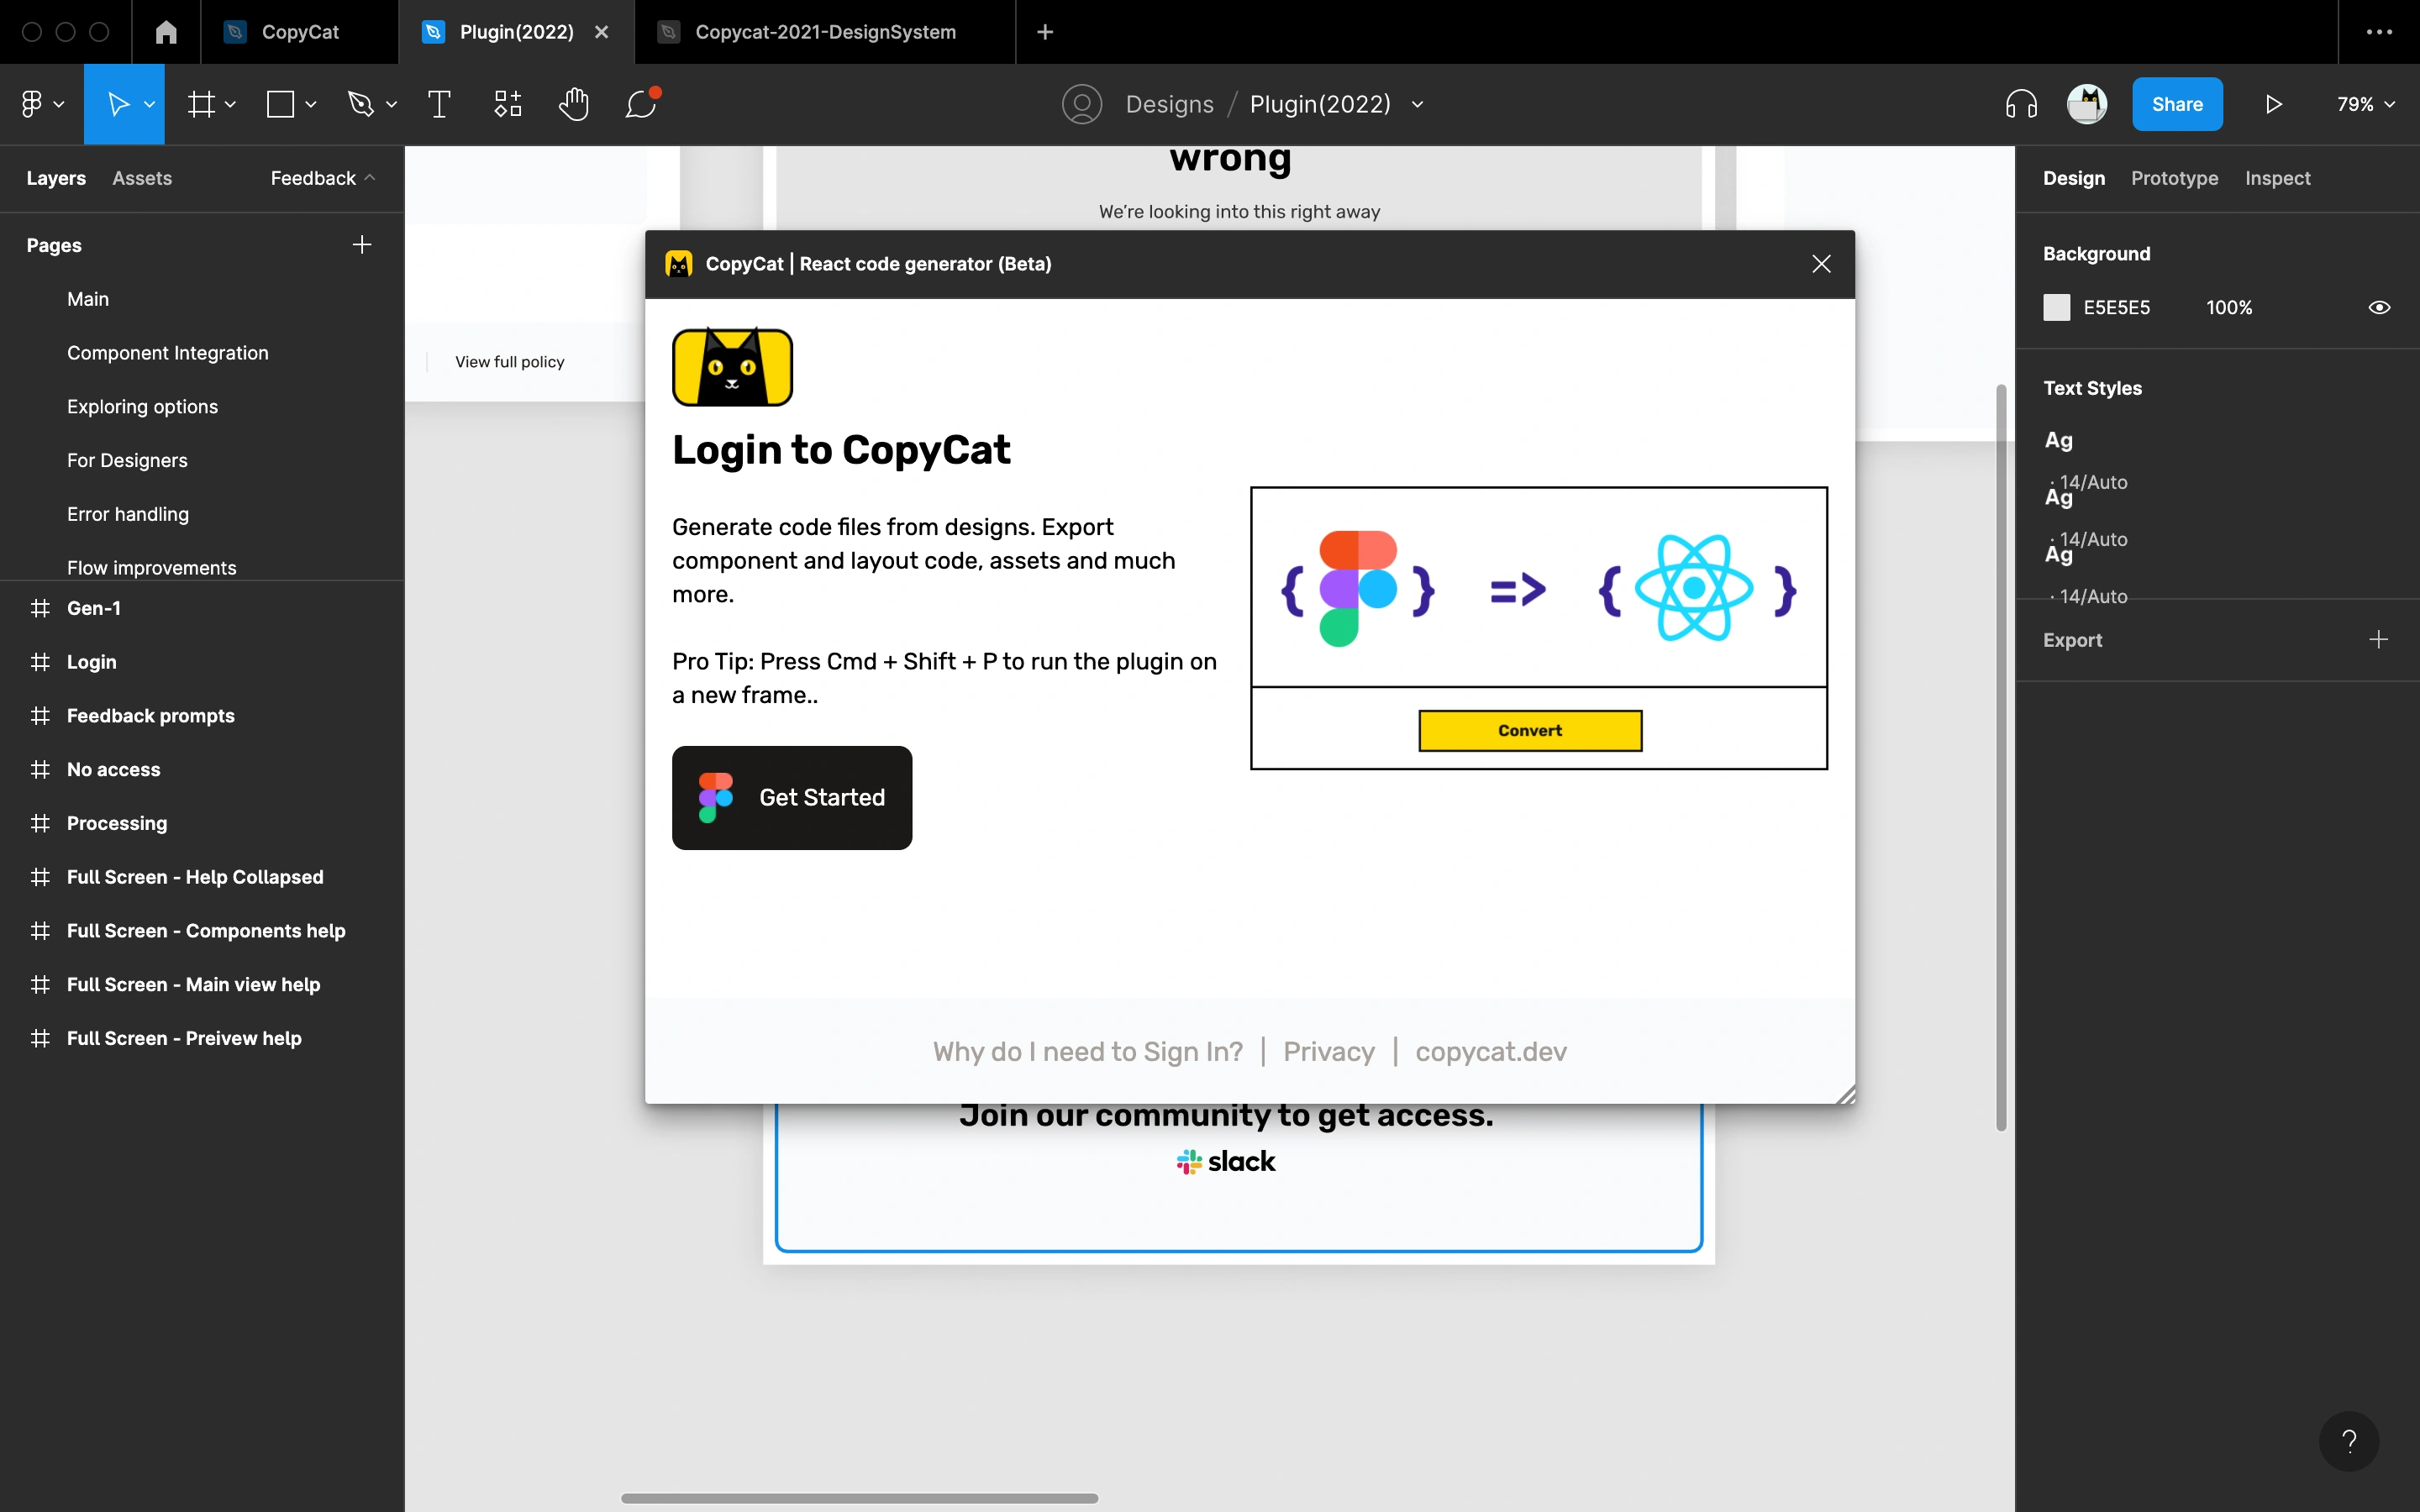 CopyCat
Plugin(2022)
Copycat-2021-DesignSystem
Designs / Plugin(2022)
Share
79%
Layers
Assets
Feedback
Pages
Main
Component Integration
Exploring options
For Designers
Error handling
Flow improvements
Gen-1
Login
Feedback prompts
No access
Processing
Full Screen - Help Collapsed
Full Screen - Components help
Full Screen - Main view help
Full Screen - Preivew help
wrong
We're looking into this right away
View full policy
CopyCat | React code generator (Beta)
Login to CopyCat
Generate code files from designs. Export
component and layout code, assets and much
more.
Pro Tip: Press Cmd + Shift + P to run the plugin on
a new frame..
Get Started
{ } => { }
Convert
Why do I need to Sign In? | Privacy | copycat.dev
Join our community to get access.
slack
Design
Prototype
Inspect
Background
E5E5E5
100%
Text Styles
Ag
· 14/Auto
Ag
· 14/Auto
Ag
· 14/Auto
Export
?